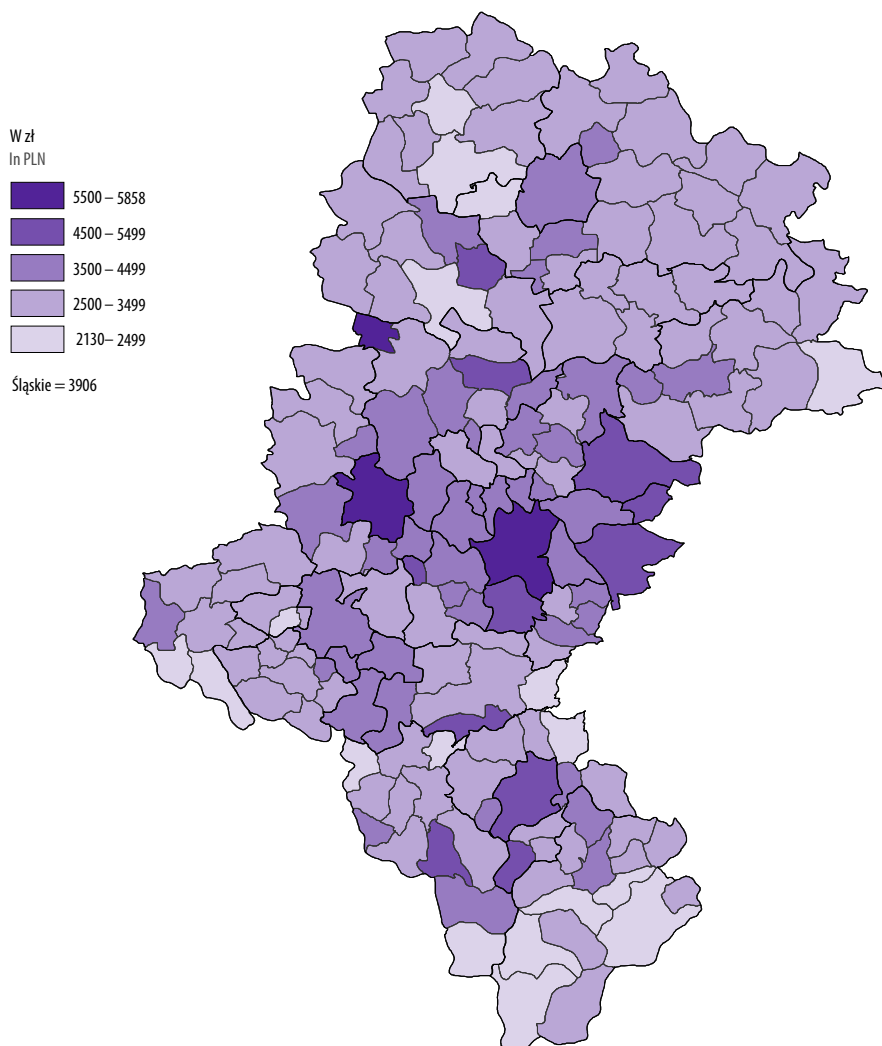 W zł
In PLN
5500 – 5858
4500 – 5499
3500 – 4499
2500 – 3499
2130– 2499
Śląskie = 3906